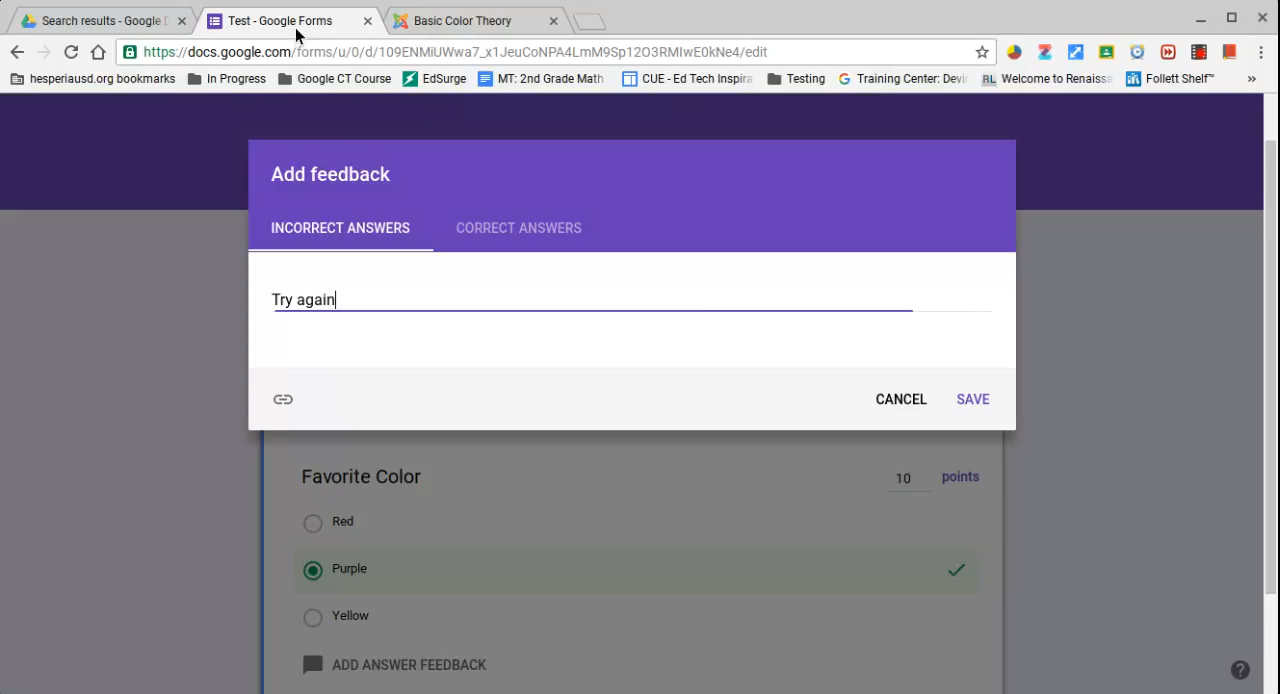 Search results - Google D
Test - Google Forms
Basic Color Theory
https://docs.google.com/forms/u/0/d/109ENMiUWwa7_x1JeuCoNPA4LmM9Sp12O3RMIwE0kNe4/edit
hesperiausd.org bookmarks
In Progress
Google CT Course
EdSurge
MT: 2nd Grade Math
CUE - Ed Tech Inspira
Testing
Training Center: Devic
Welcome to Renaissa
Follett Shelf™
Add feedback
INCORRECT ANSWERS
CORRECT ANSWERS
Try again
CANCEL
SAVE
Favorite Color
10
points
Red
Purple
Yellow
ADD ANSWER FEEDBACK